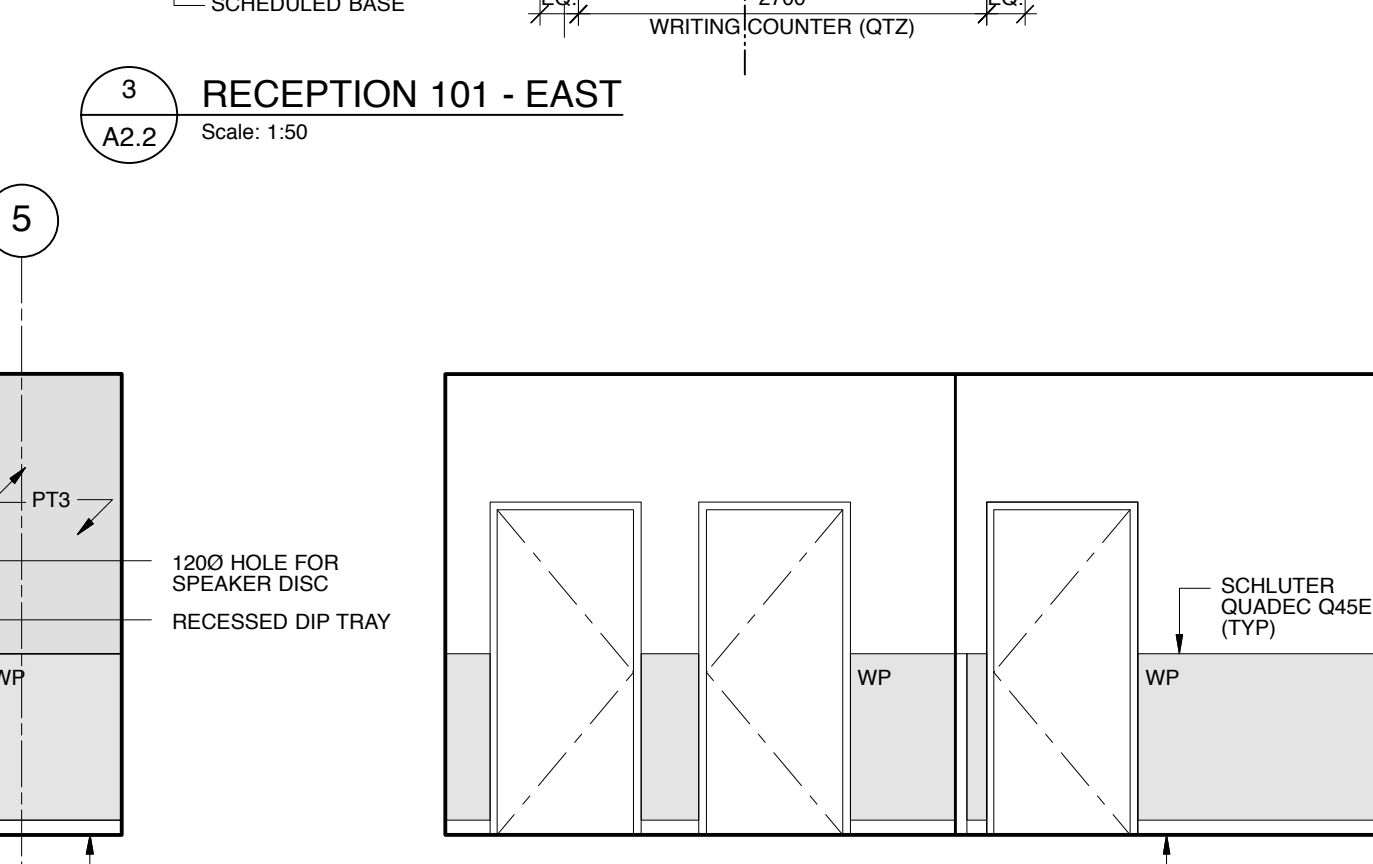 SCHEDULED BASE
EQ.
2700
EQ.
WRITING COUNTER (QTZ)
3
A2.2
RECEPTION 101 - EAST
Scale: 1:50
5
PT3
120Ø HOLE FOR
SPEAKER DISC
RECESSED DIP TRAY
WP
WP
SCHLUTER
QUADEC Q45E
(TYP)
WP